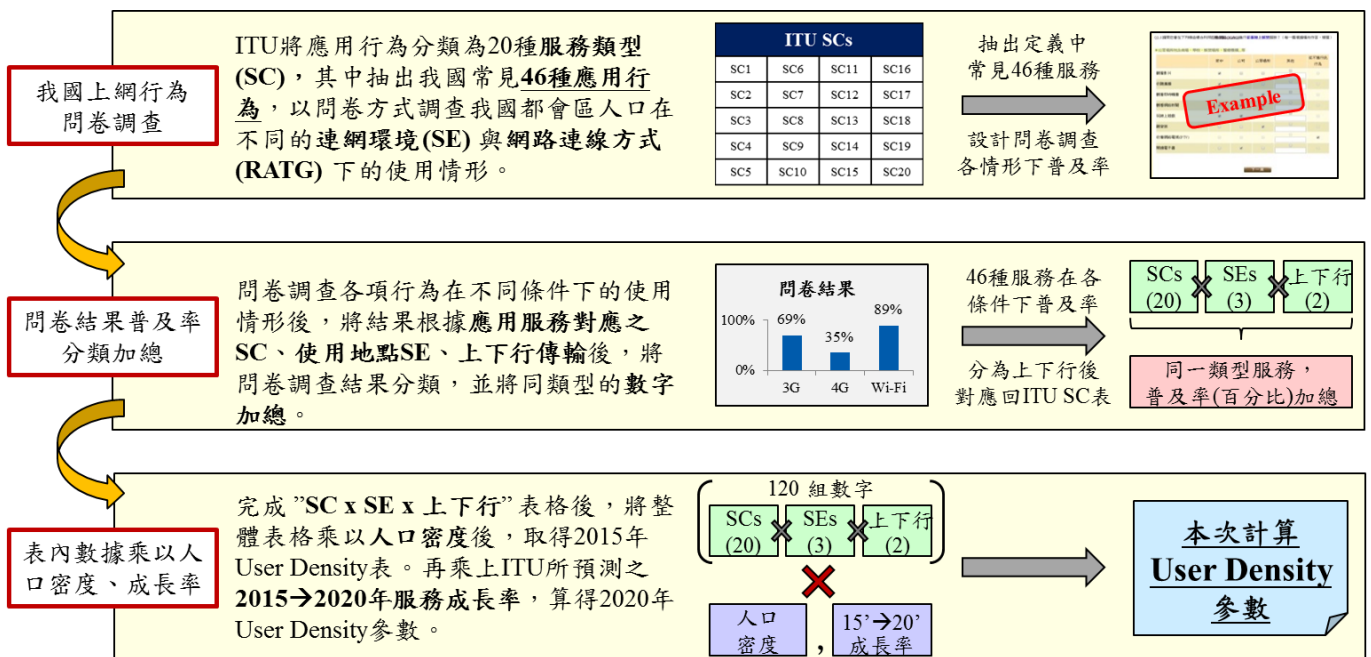 我國上網行為
問卷調查
ITU將應用行為分類為20種服務類型
(SC)，其中抽出我國常見46種應用行
為，以問卷方式調查我國都會區人口在
不同的連網環境(SE) 與網路連線方式
(RATG) 下的使用情形。
ITU SCs
SC1 SC6 SC11 SC16
SC2 SC7 SC12 SC17
SC3 SC8 SC13 SC18
SC4 SC9 SC14 SC19
SC5 SC10 SC15 SC20
抽出定義中
常見46種服務
設計問卷調查
各情形下普及率
Example
問卷結果普及率
分類加總
問卷調查各項行為在不同條件下的使用
情形後，將結果根據應用服務對應之
SC、使用地點SE、上下行傳輸後，將
問卷調查結果分類，並將同類型的數字
加總。
問卷結果
100%
0%
69%
35%
89%
3G 4G Wi-Fi
46種服務在各
條件下普及率
分為上下行後
對應回ITU SC表
SCs
(20)
SEs
(3)
上下行
(2)
同一類型服務，
普及率(百分比)加總
表內數據乘以人
口密度、成長率
完成 ”SC x SE x 上下行” 表格後，將整
體表格乘以人口密度後，取得2015年
User Density表。再乘上ITU所預測之
2015→2020年服務成長率，算得2020年
User Density參數。
120 組數字
SCs
(20)
SEs
(3)
上下行
(2)
人口
密度
，
15’→20’
成長率
本次計算
User Density
參數